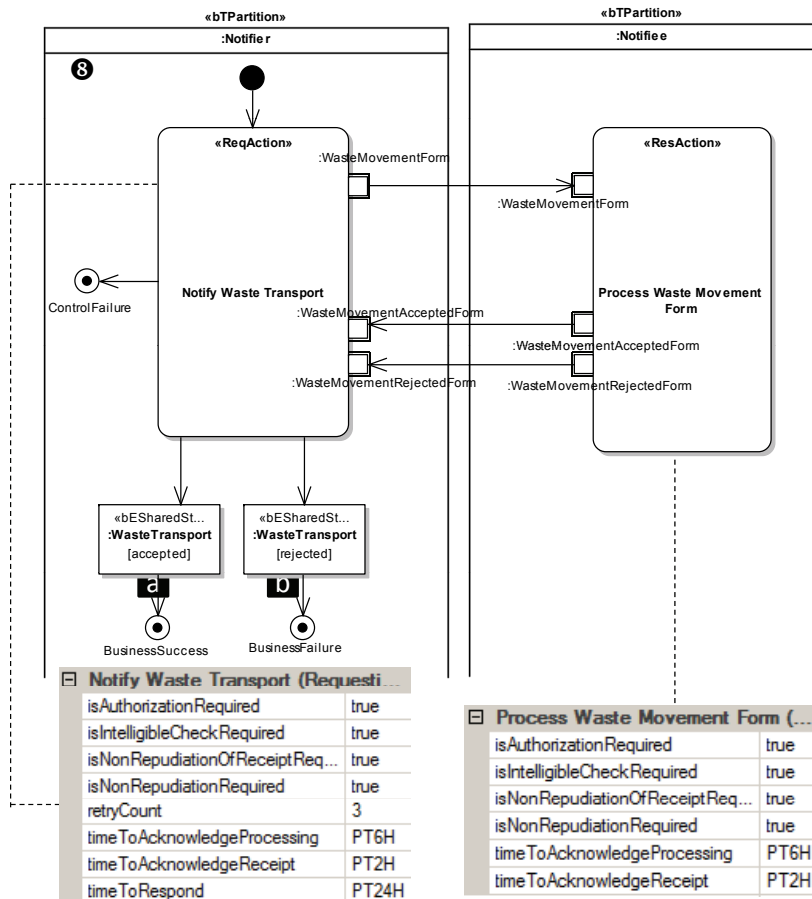 «bTPartition»
:Notifier
«bTPartition»
:Notifiee
8
«ReqAction»
:WasteMovementForm
«ResAction»
:WasteMovementForm
ControlFailure
Notify Waste Transport
:WasteMovementAcceptedForm
Process Waste Movement
Form
:WasteMovementAcceptedForm
:WasteMovementRejectedForm
:WasteMovementRejectedForm
«bESharedSt...
:WasteTransport
[accepted]
«bESharedSt...
:WasteTransport
[rejected]
a
b
BusinessSuccess
BusinessFailure
Notify Waste Transport (Requesti...
isAuthorizationRequired true
isIntelligibleCheckRequired true
isNonRepudiationOfReceiptReq... true
isNonRepudiationRequired true
retryCount 3
timeToAcknowledgeProcessing PT6H
timeToAcknowledgeReceipt PT2H
timeToRespond PT24H
Process Waste Movement Form (...
isAuthorizationRequired true
isIntelligibleCheckRequired true
isNonRepudiationOfReceiptReq... true
isNonRepudiationRequired true
timeToAcknowledgeProcessing PT6H
timeToAcknowledgeReceipt PT2H